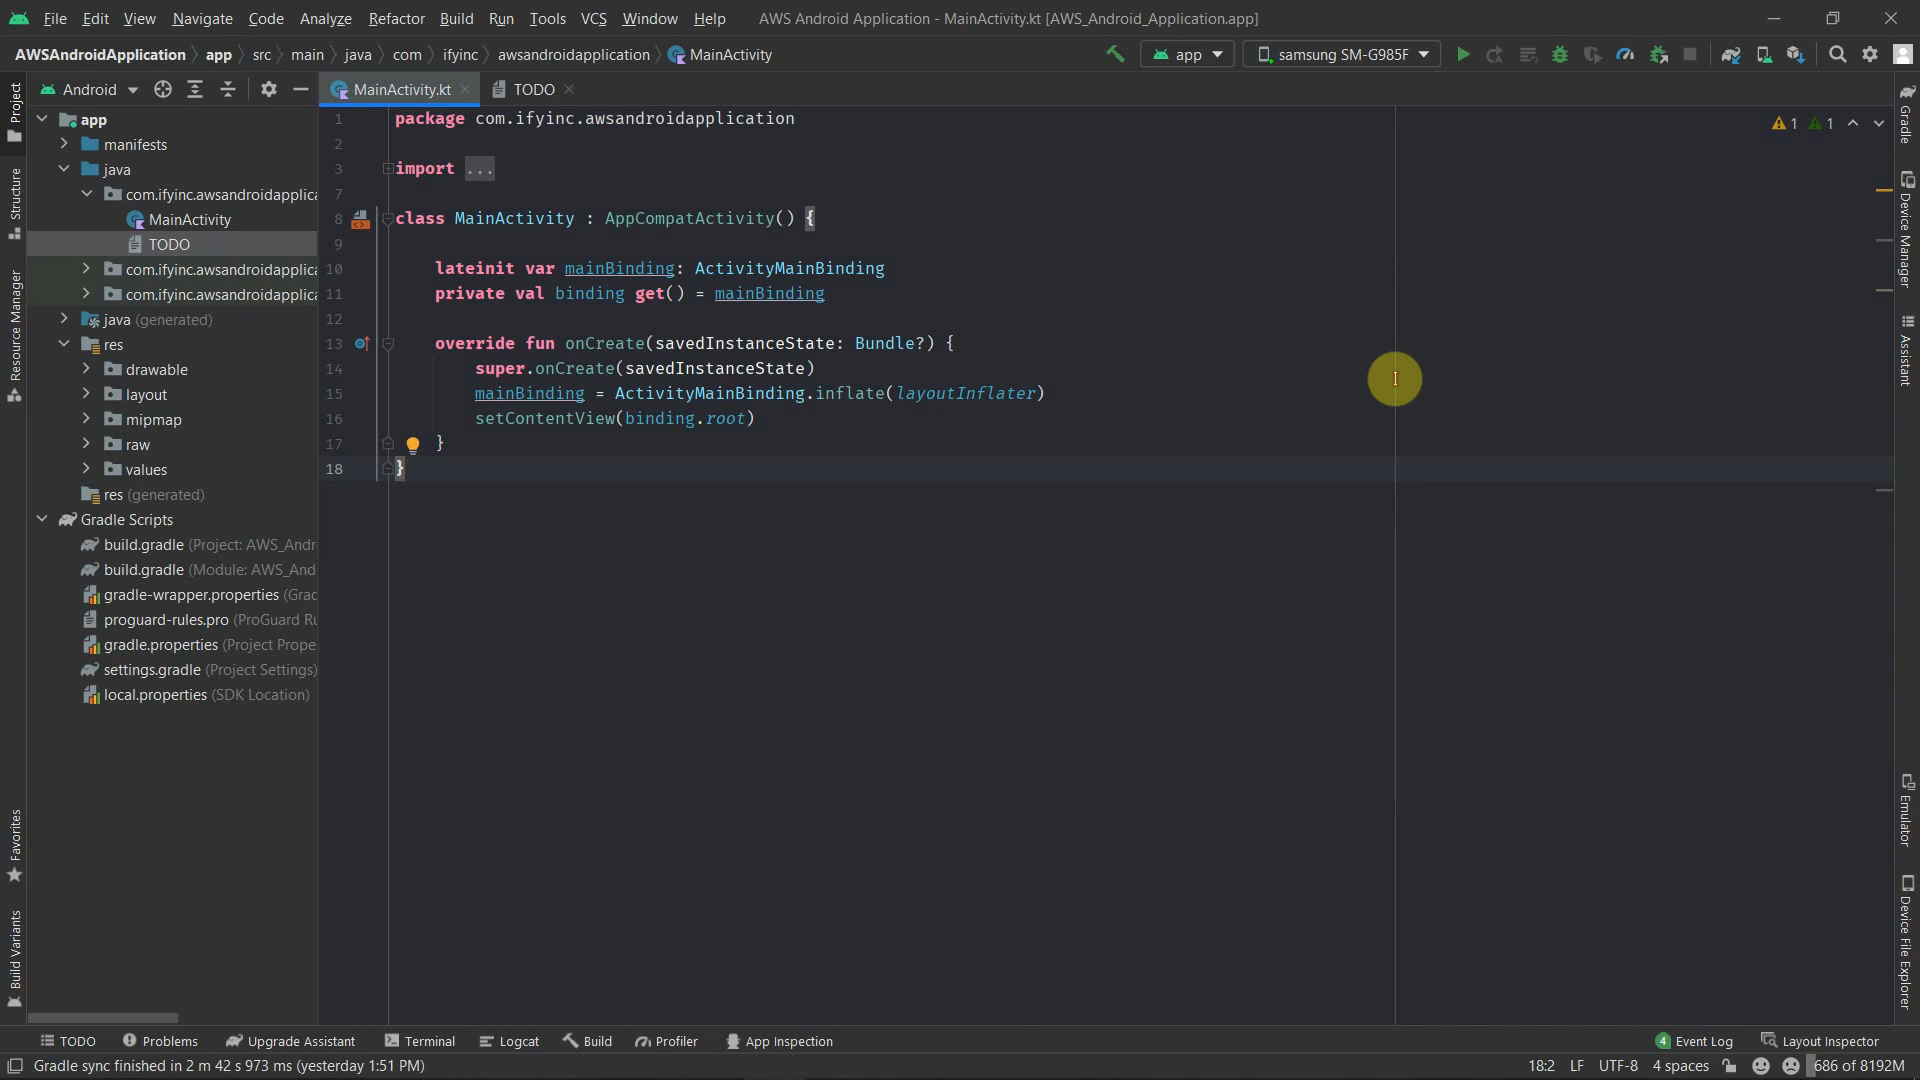 File Edit View Navigate Code Analyze Refactor Build Run Tools VCS Window Help AWS Android Application - MainActivity.kt [AWS_Android_Application.app]
AWSAndroidApplication app src main java com ifyinc awsandroidapplication MainActivity app samsung SM-G985F
Project
Structure
Resource Manager
Favorites
Build Variants
Android
app
manifests
java
com.ifyinc.awsandroidapplica
MainActivity
TODO
com.ifyinc.awsandroidapplica
com.ifyinc.awsandroidapplica
java (generated)
res
drawable
layout
mipmap
raw
values
res (generated)
Gradle Scripts
build.gradle (Project: AWS_Andr
build.gradle (Module: AWS_And
gradle-wrapper.properties (Grad
proguard-rules.pro (ProGuard Ru
gradle.properties (Project Prope
settings.gradle (Project Settings)
local.properties (SDK Location)
MainActivity.kt TODO
1 package com.ifyinc.awsandroidapplication
2
3 import ...
7
8 class MainActivity : AppCompatActivity() {
9
10 lateinit var mainBinding: ActivityMainBinding
11 private val binding get() = mainBinding
12
13 override fun onCreate(savedInstanceState: Bundle?) {
14 super.onCreate(savedInstanceState)
15 mainBinding = ActivityMainBinding.inflate(layoutInflater)
16 setContentView(binding.root)
17 }
18 }
1 1
Gradle
Device Manager
Assistant
Emulator
Device File Explorer
TODO Problems Upgrade Assistant Terminal Logcat Build Profiler App Inspection 4 Event Log Layout Inspector
Gradle sync finished in 2 m 42 s 973 ms (yesterday 1:51 PM) 18:2 LF UTF-8 4 spaces 686 of 8192M